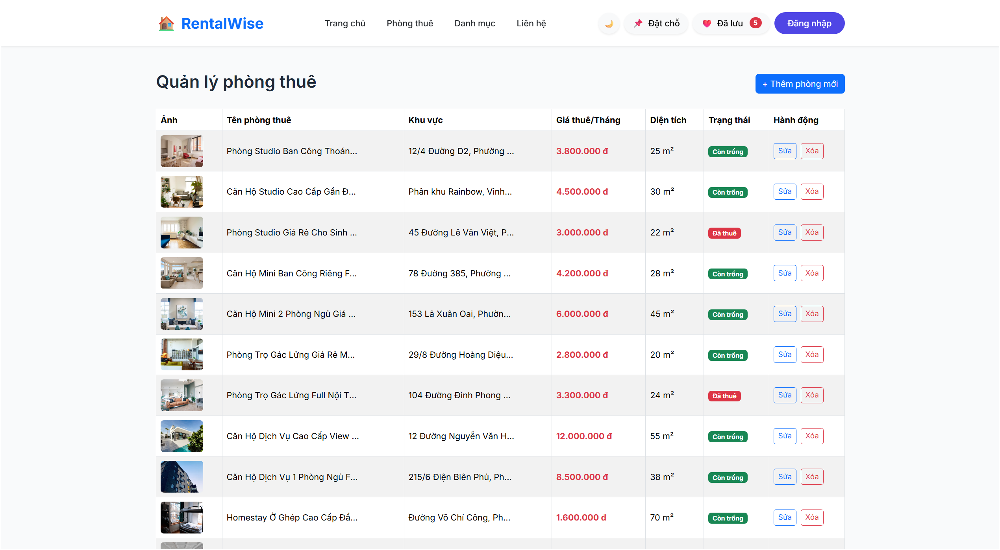 RentalWise
Trang chủ
Phòng thuê
Danh mục
Liên hệ
Đặt chỗ
Đã lưu 5
Đăng nhập
Quản lý phòng thuê
+ Thêm phòng mới
Ảnh Tên phòng thuê Khu vực Giá thuê/Tháng Diện tích Trạng thái Hành động
Phòng Studio Ban Công Thoán... 12/4 Đường D2, Phường ... 3.800.000 đ 25 m² Còn trống Sửa Xóa
Căn Hộ Studio Cao Cấp Gần Đ... Phân khu Rainbow, Vinh... 4.500.000 đ 30 m² Còn trống Sửa Xóa
Phòng Studio Giá Rẻ Cho Sinh ... 45 Đường Lê Văn Việt, P... 3.000.000 đ 22 m² Đã thuê Sửa Xóa
Căn Hộ Mini Ban Công Riêng F... 78 Đường 385, Phường ... 4.200.000 đ 28 m² Còn trống Sửa Xóa
Căn Hộ Mini 2 Phòng Ngủ Giá ... 153 Lã Xuân Oai, Phườn... 6.000.000 đ 45 m² Còn trống Sửa Xóa
Phòng Trọ Gác Lửng Giá Rẻ M... 29/8 Đường Hoàng Diệu... 2.800.000 đ 20 m² Còn trống Sửa Xóa
Phòng Trọ Gác Lửng Full Nội T... 104 Đường Đình Phong ... 3.300.000 đ 24 m² Đã thuê Sửa Xóa
Căn Hộ Dịch Vụ Cao Cấp View ... 12 Đường Nguyễn Văn H... 12.000.000 đ 55 m² Còn trống Sửa Xóa
Căn Hộ Dịch Vụ 1 Phòng Ngủ F... 215/6 Điện Biên Phủ, Ph... 8.500.000 đ 38 m² Còn trống Sửa Xóa
Homestay Ở Ghép Cao Cấp Đầ... Đường Võ Chí Công, Ph... 1.600.000 đ 70 m² Còn trống Sửa Xóa